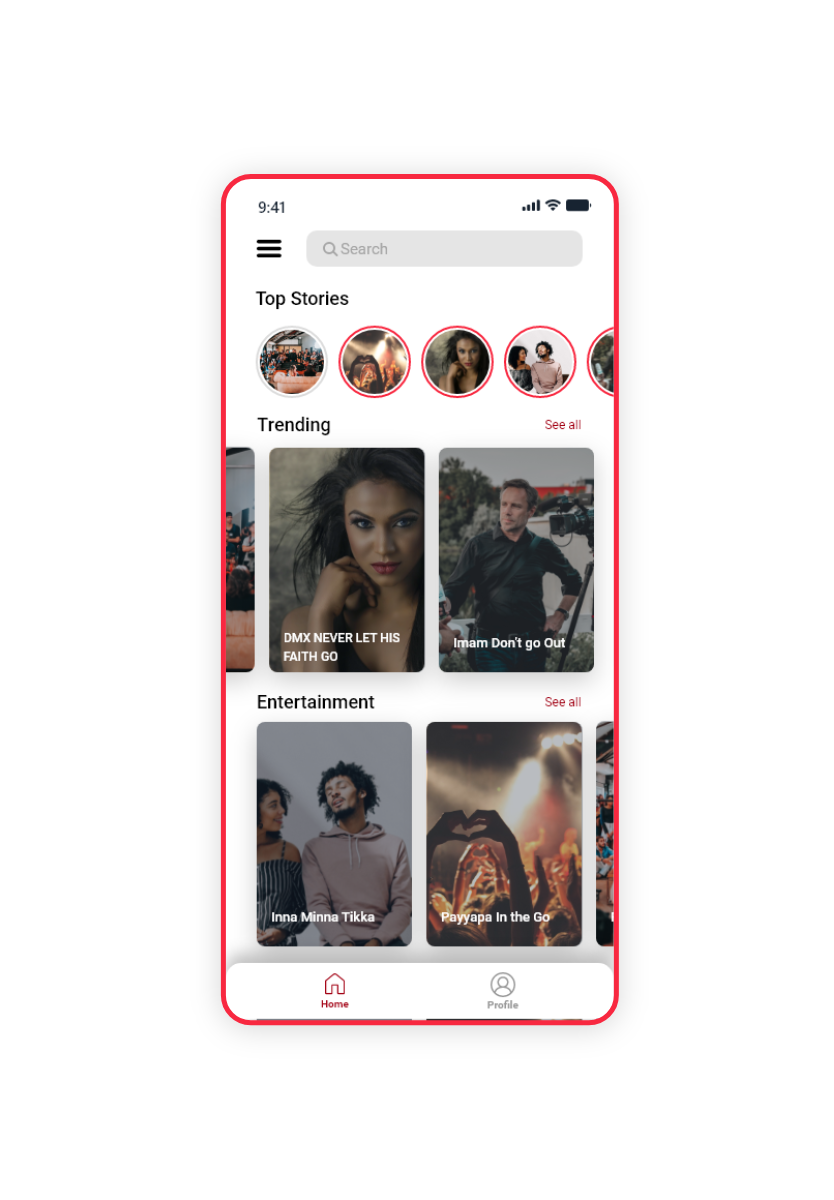 9:41
Search
Top Stories
Trending
See all
DMX NEVER LET HIS
FAITH GO
Imam Don't go Out
Entertainment
See all
Inna Minna Tikka
Payyapa In the Go
Home
Profile